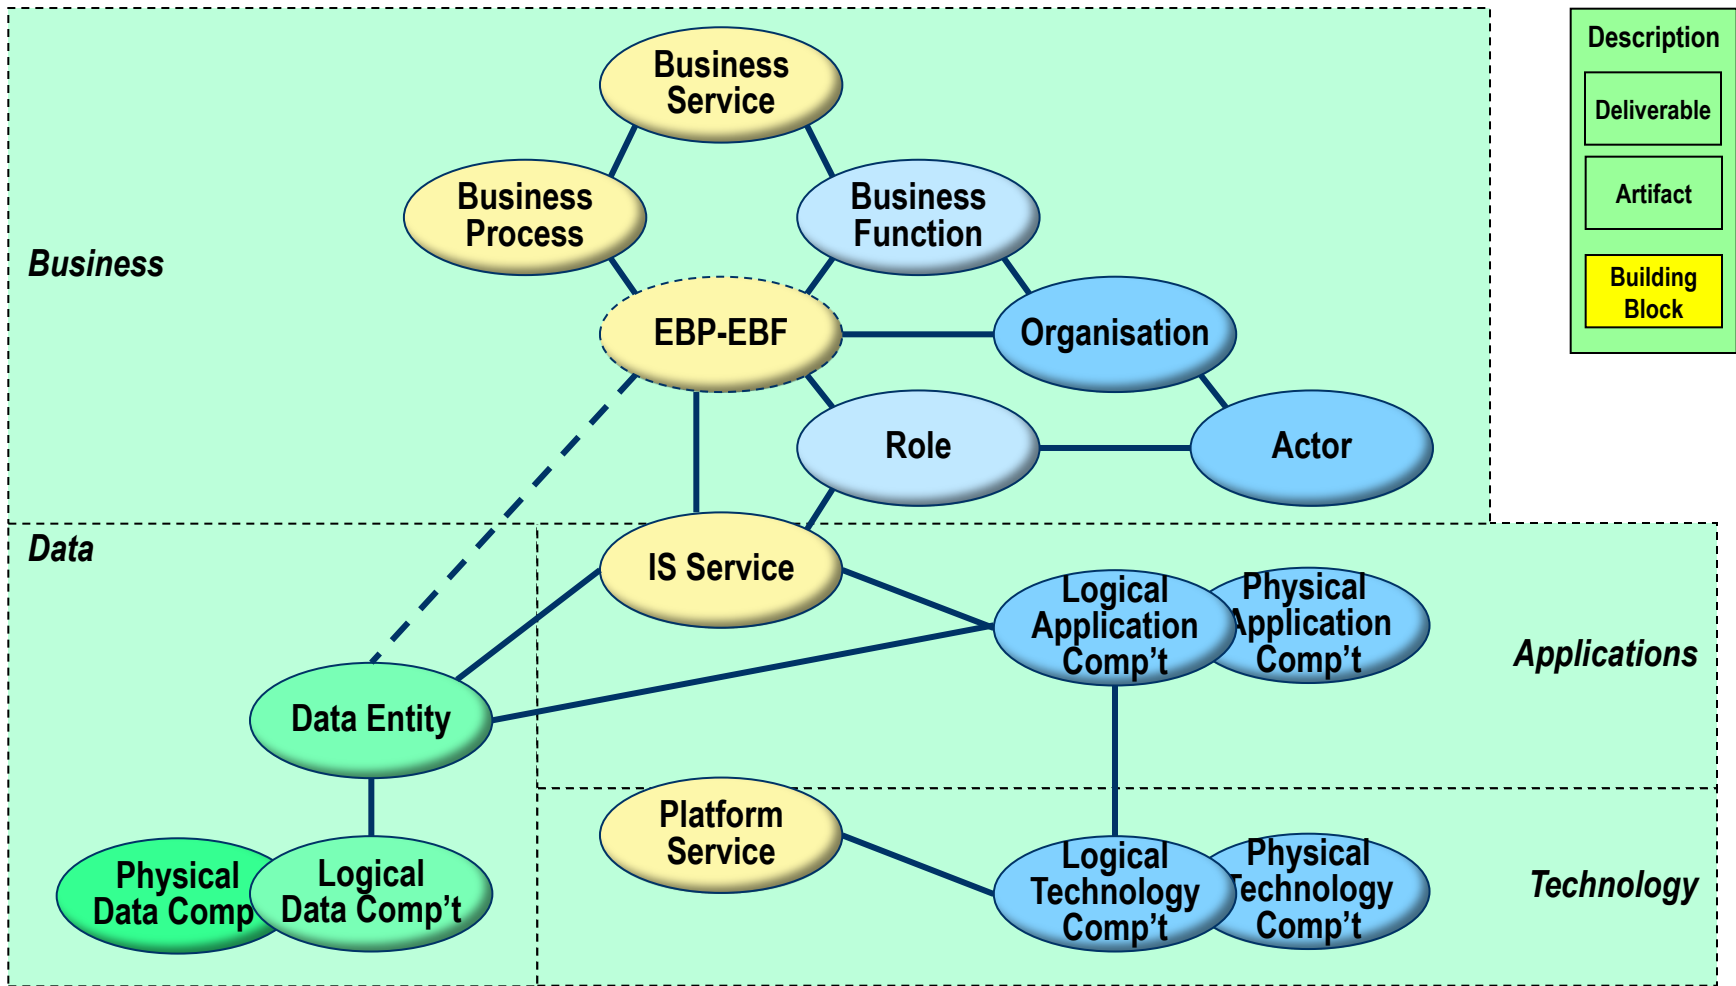 Business
Service
Business
Process
Business
Function
Business
EBP-EBF
Organisation
Role
Actor
Data
IS Service
Logical
Application
Comp't
Physical
Application
Comp't
Applications
Data Entity
Platform
Service
Physical
Data Comp
Logical
Data Comp't
Logical
Technology
Comp't
Physical
Technology
Comp't
Technology
Description
Deliverable
Artifact
Building
Block